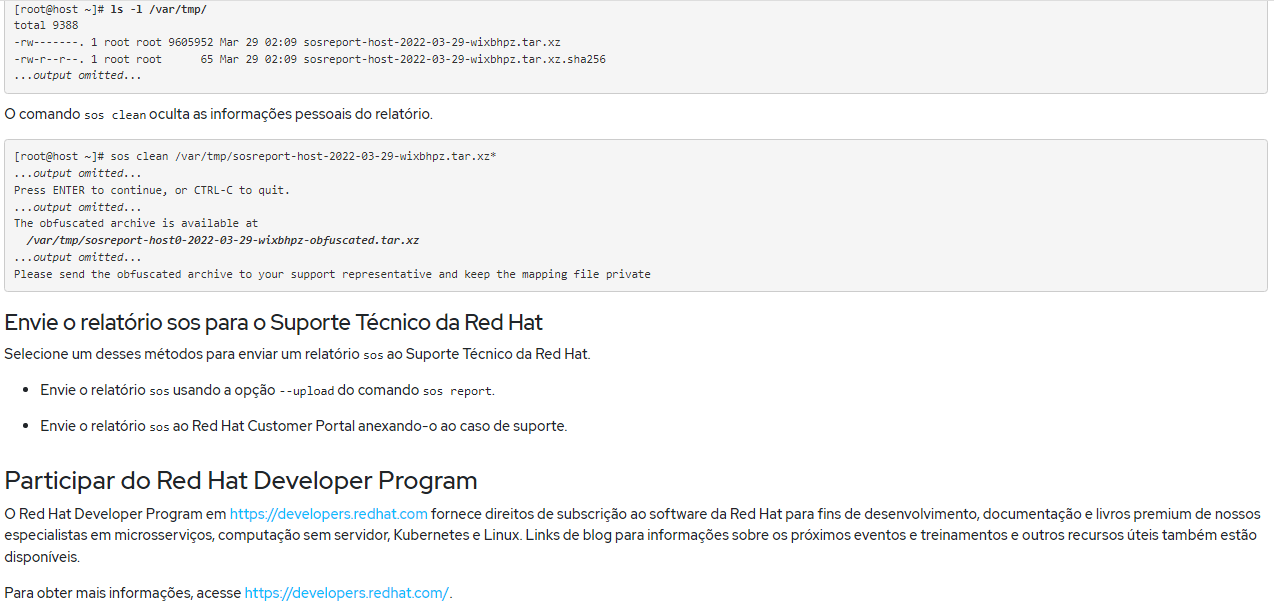 [root@host ~]# ls -l /var/tmp/
total 9388
-rw-------. 1 root root 9605952 Mar 29 02:09 sosreport-host-2022-03-29-wixbhpz.tar.xz
-rw-r--r--. 1 root root      65 Mar 29 02:09 sosreport-host-2022-03-29-wixbhpz.tar.xz.sha256
...output omitted...
O comando sos clean oculta as informações pessoais do relatório.
[root@host ~]# sos clean /var/tmp/sosreport-host-2022-03-29-wixbhpz.tar.xz*
...output omitted...
Press ENTER to continue, or CTRL-C to quit.
...output omitted...
The obfuscated archive is available at
  /var/tmp/sosreport-host0-2022-03-29-wixbhpz-obfuscated.tar.xz
...output omitted...
Please send the obfuscated archive to your support representative and keep the mapping file private
Envie o relatório sos para o Suporte Técnico da Red Hat
Selecione um desses métodos para enviar um relatório sos ao Suporte Técnico da Red Hat.
• Envie o relatório sos usando a opção --upload do comando sos report.
• Envie o relatório sos ao Red Hat Customer Portal anexando-o ao caso de suporte.
Participar do Red Hat Developer Program
O Red Hat Developer Program em https://developers.redhat.com fornece direitos de subscrição ao software da Red Hat para fins de desenvolvimento, documentação e livros premium de nossos
especialistas em microsserviços, computação sem servidor, Kubernetes e Linux. Links de blog para informações sobre os próximos eventos e treinamentos e outros recursos úteis também estão
disponíveis.
Para obter mais informações, acesse https://developers.redhat.com/.